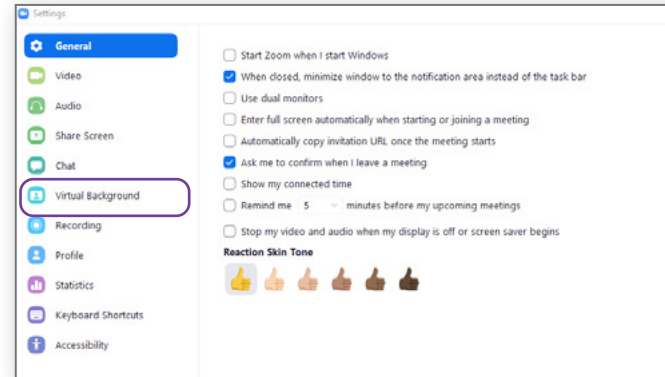 Settings
General
Video
Audio
Share Screen
Chat
Virtual Background
Recording
Profile
Statistics
Keyboard Shortcuts
Accessibility
Start Zoom when I start Windows
When closed, minimize window to the notification area instead of the task bar
Use dual monitors
Enter full screen automatically when starting or joining a meeting
Automatically copy invitation URL once the meeting starts
Ask me to confirm when I leave a meeting
Show my connected time
Remind me 5 minutes before my upcoming meetings
Stop my video and audio when my display is off or screen saver begins
Reaction Skin Tone